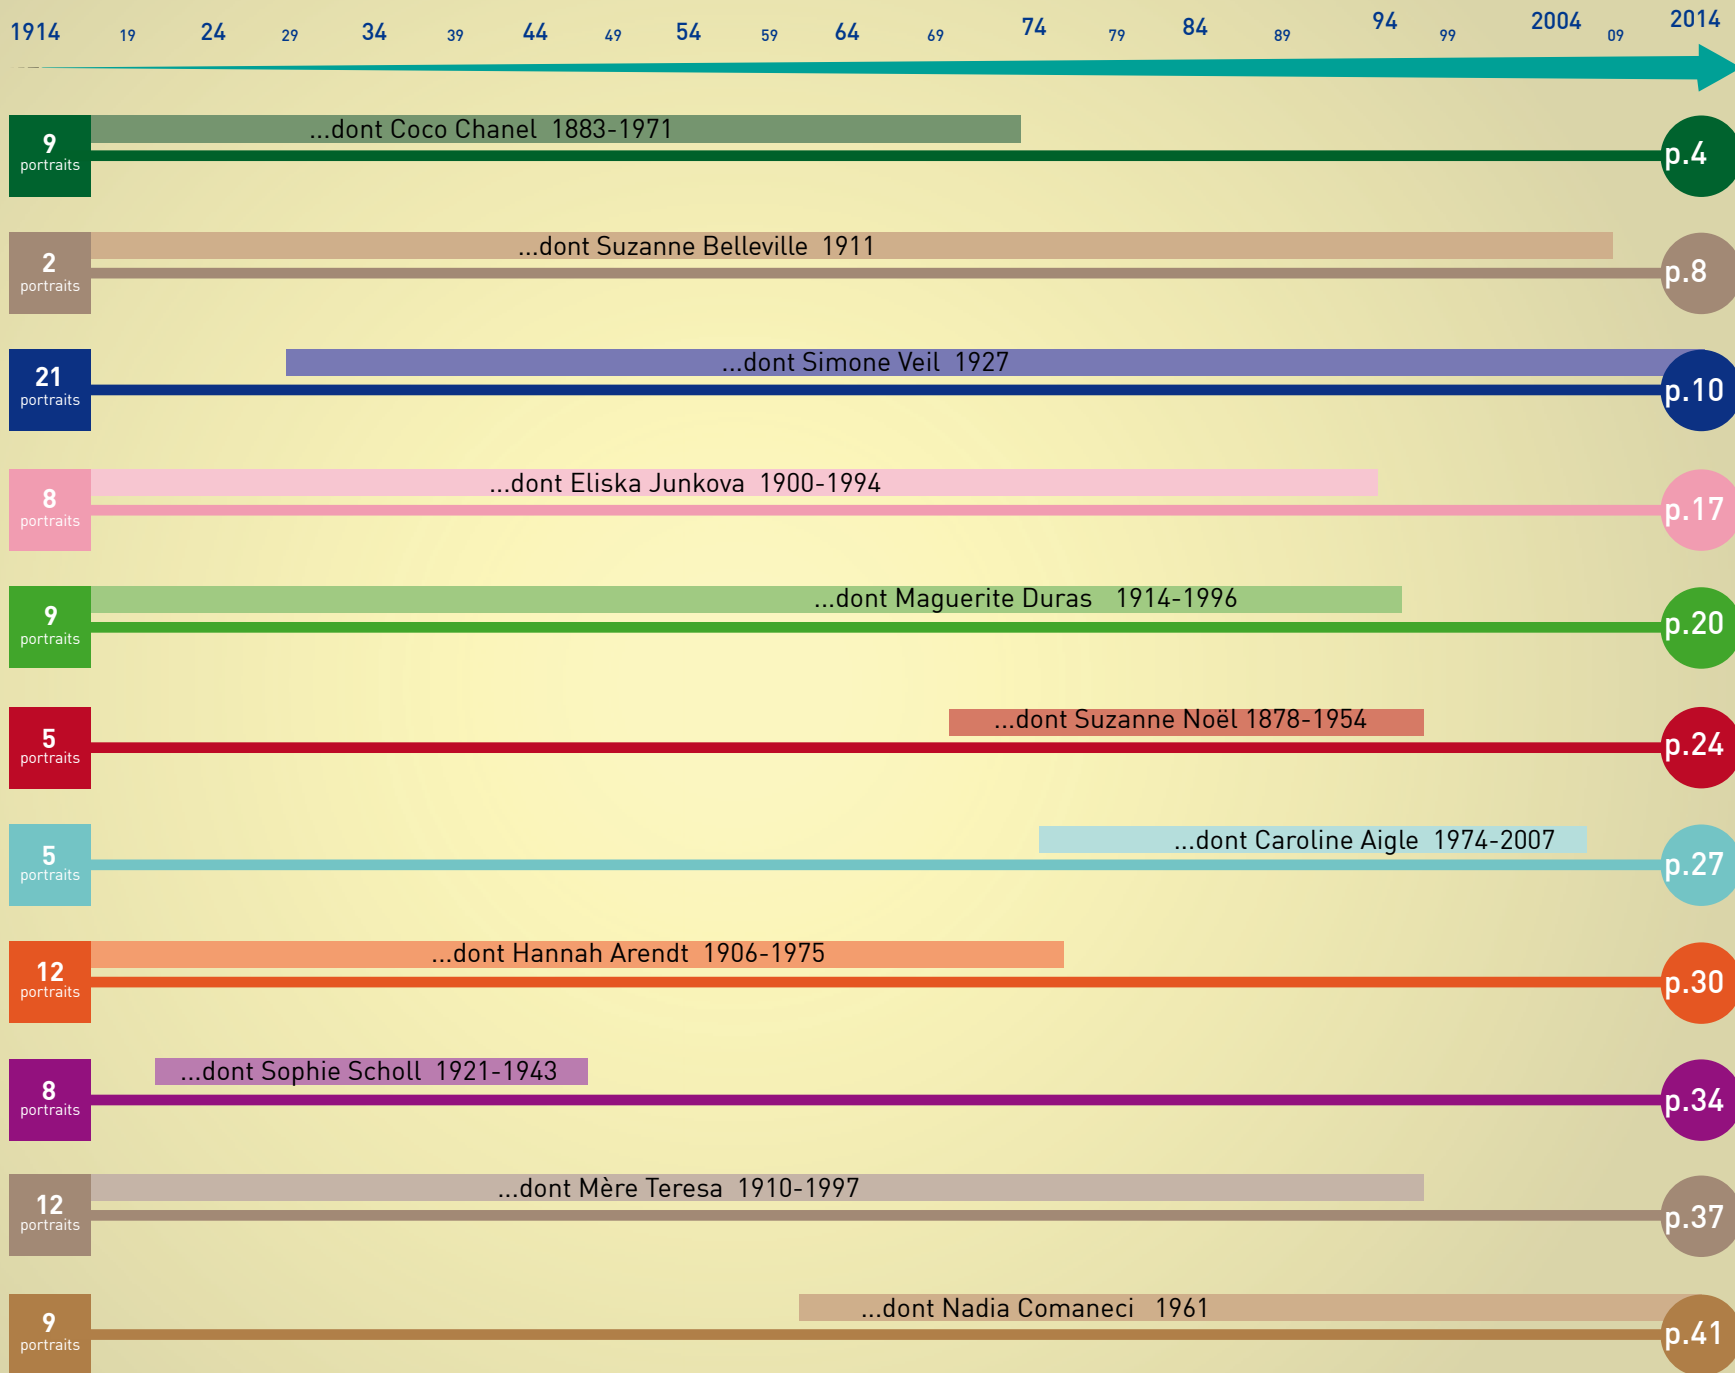 1914 19 24 29 34 39 44 49 54 59 64 69 74 79 84 89 94 99 2004 09 2014
9 portraits
...dont Coco Chanel 1883-1971
p.4
2 portraits
...dont Suzanne Belleville 1911
p.8
21 portraits
...dont Simone Veil 1927
p.10
8 portraits
...dont Eliska Junkova 1900-1994
p.17
9 portraits
...dont Maguerite Duras 1914-1996
p.20
5 portraits
...dont Suzanne Noël 1878-1954
p.24
5 portraits
...dont Caroline Aigle 1974-2007
p.27
12 portraits
...dont Hannah Arendt 1906-1975
p.30
8 portraits
...dont Sophie Scholl 1921-1943
p.34
12 portraits
...dont Mère Teresa 1910-1997
p.37
9 portraits
...dont Nadia Comaneci 1961
p.41